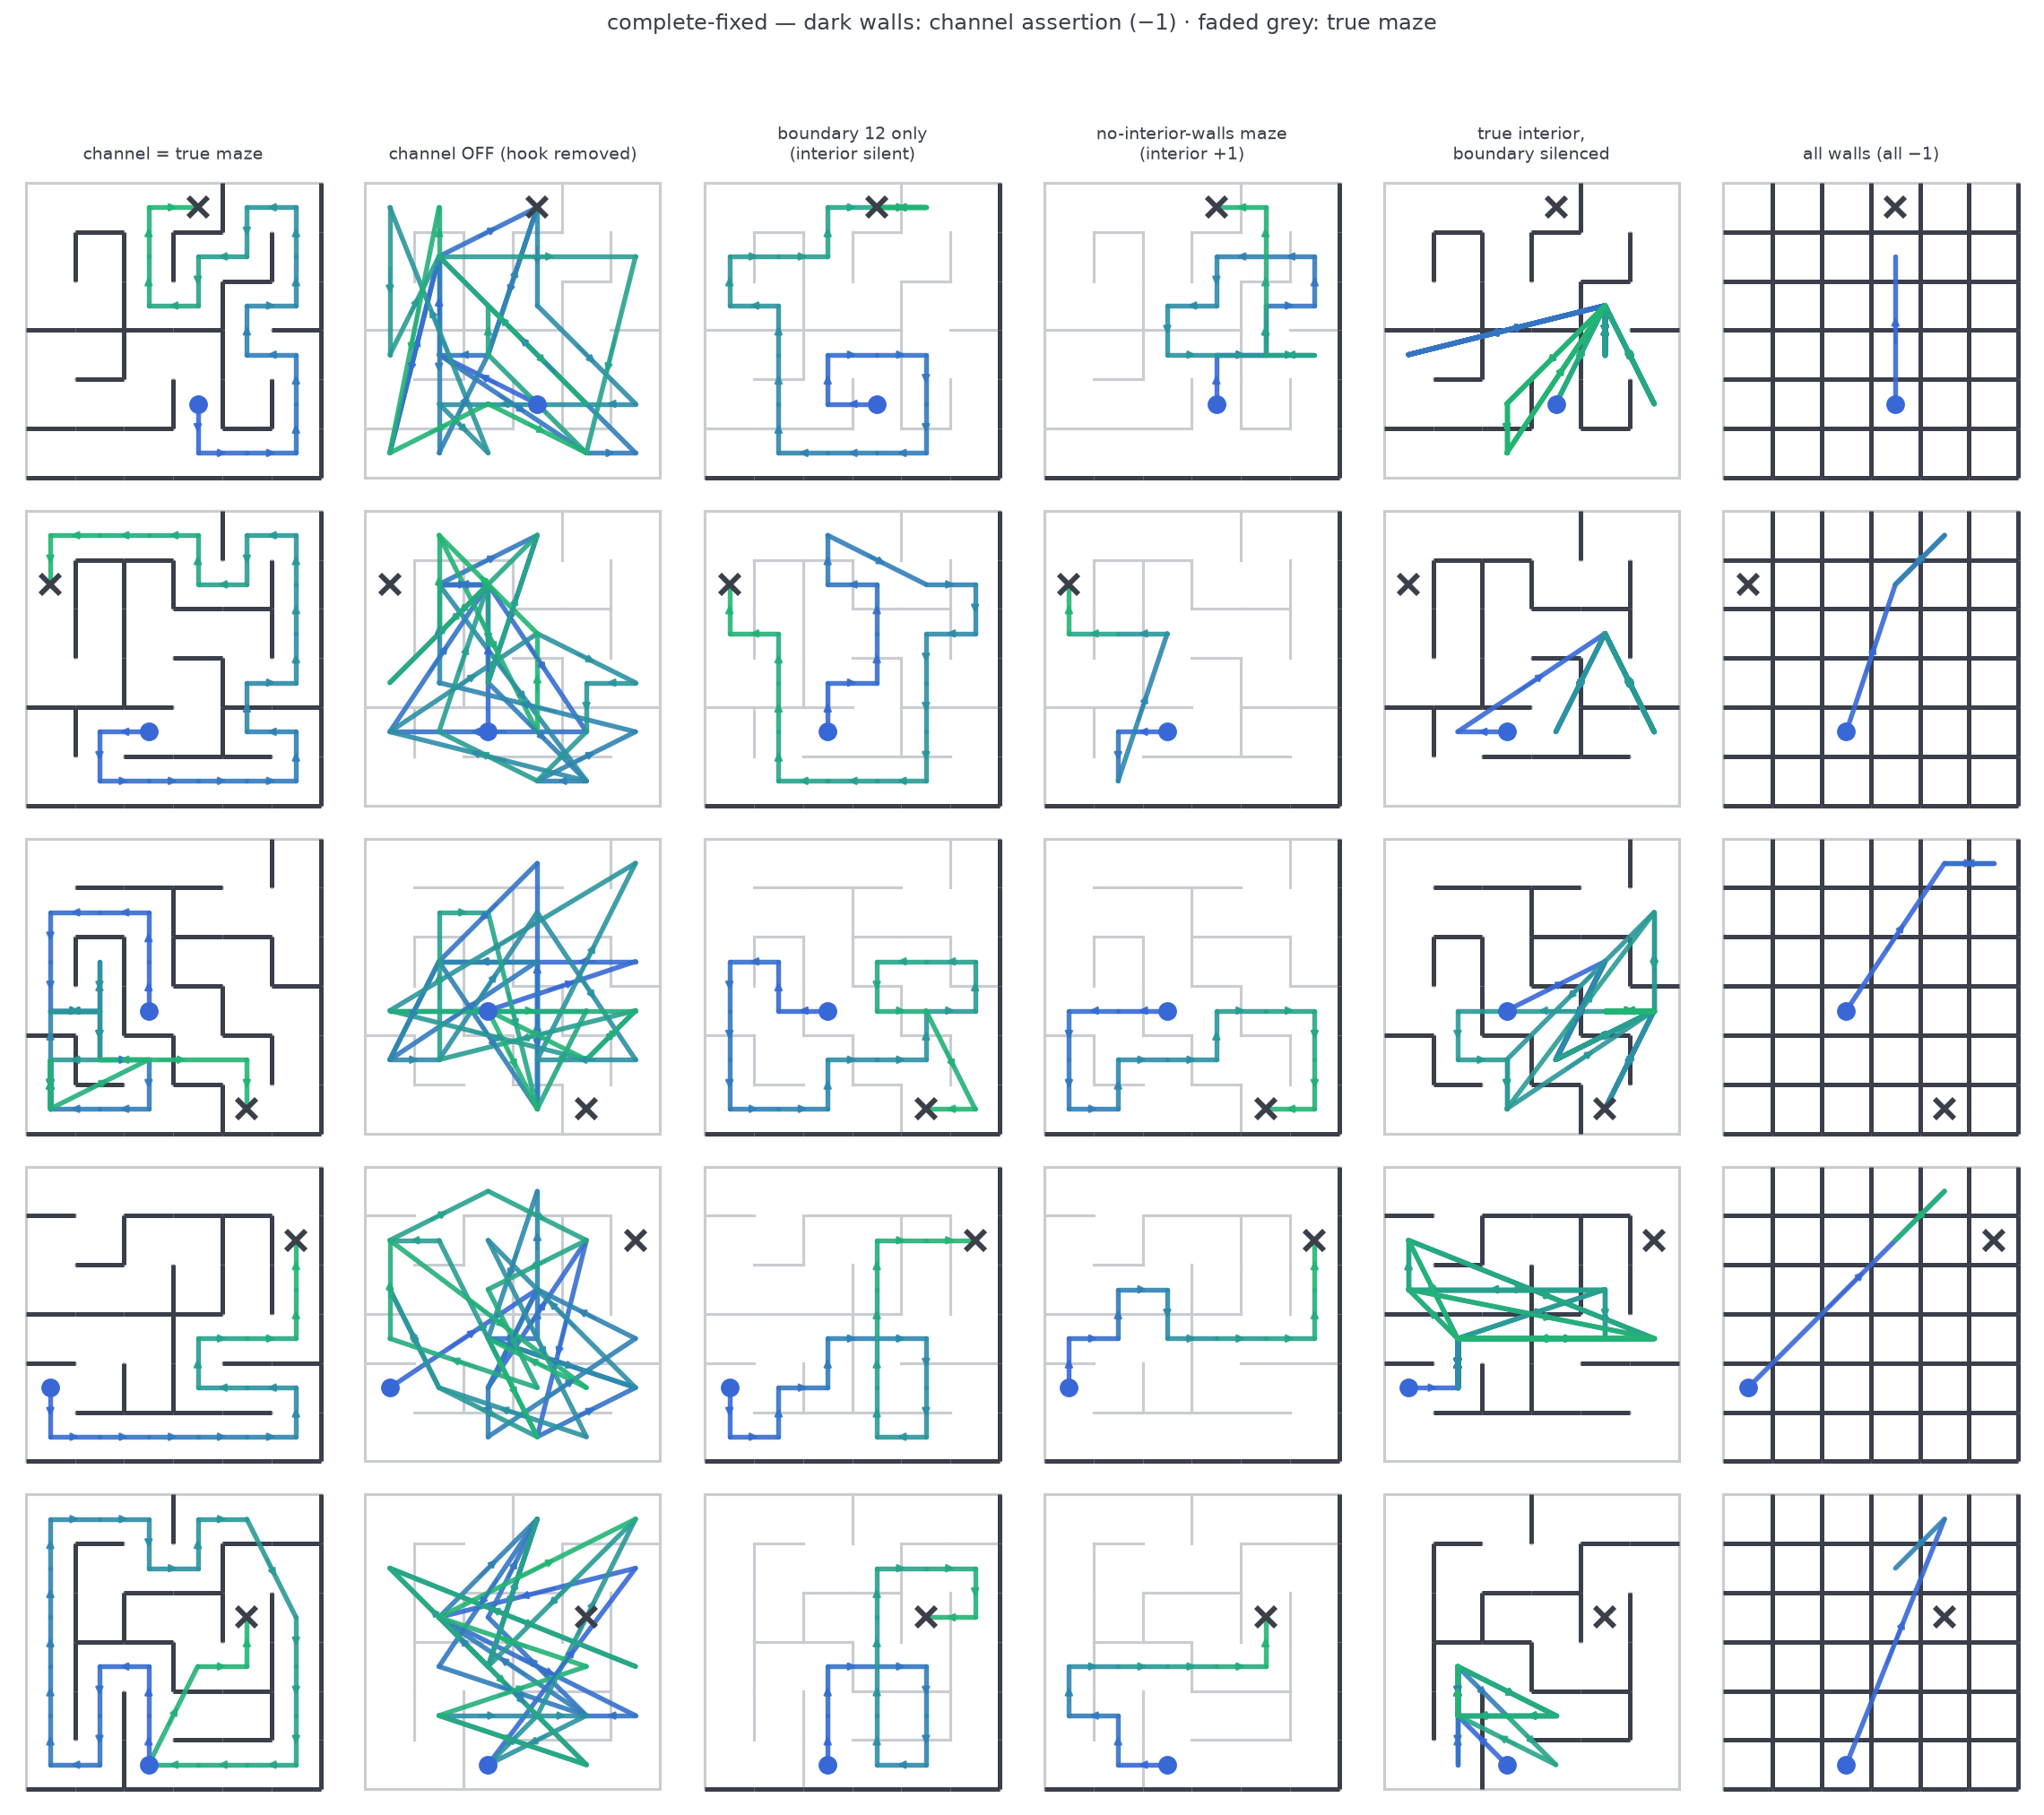 complete-fixed — dark walls: channel assertion (−1) · faded grey: true maze
channel = true maze
channel OFF (hook removed)
boundary 12 only
(interior silent)
no-interior-walls maze
(interior +1)
true interior,
boundary silenced
all walls (all −1)